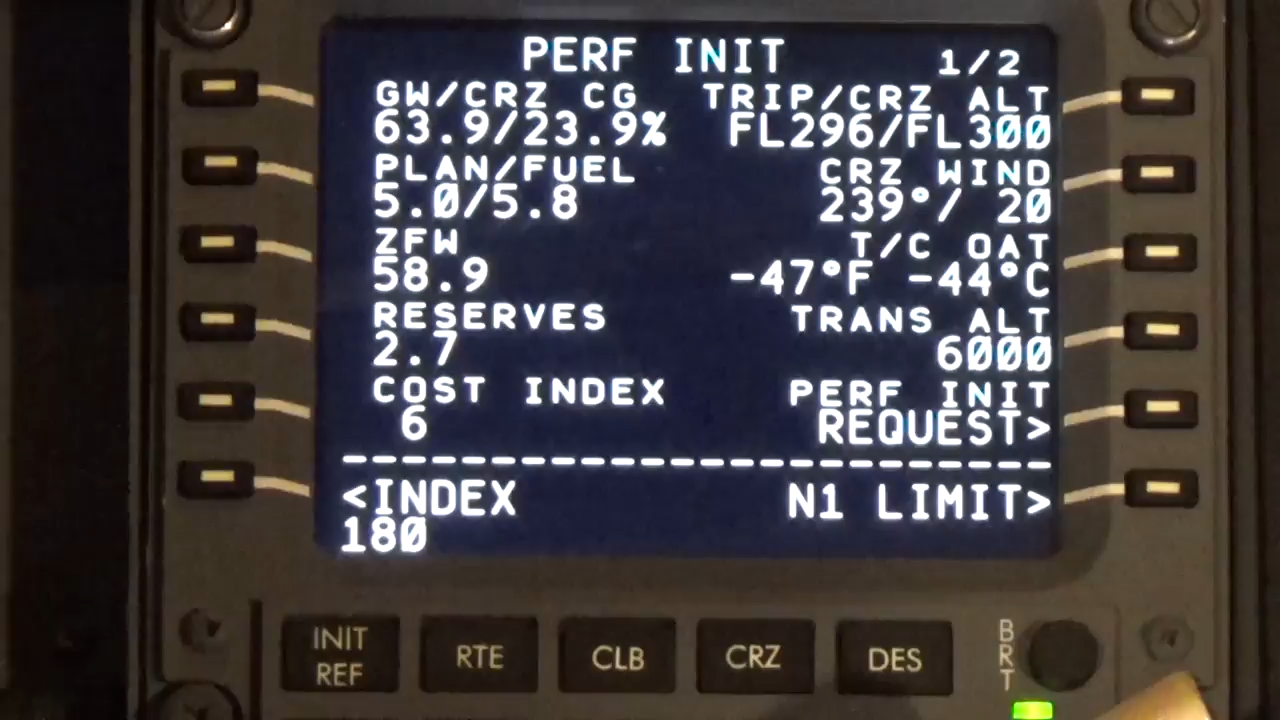 PERF INIT 1/2
GW/CRZ CG TRIP/CRZ ALT
63.9/23.9% FL296/FL300
PLAN/FUEL CRZ WIND
5.0/5.8 239°/ 20
ZFW T/C OAT
58.9 -47°F -44°C
RESERVES TRANS ALT
2.7 6000
COST INDEX PERF INIT
6 REQUEST>
--------------------------
<INDEX N1 LIMIT>
180
INIT REF RTE CLB CRZ DES BRT